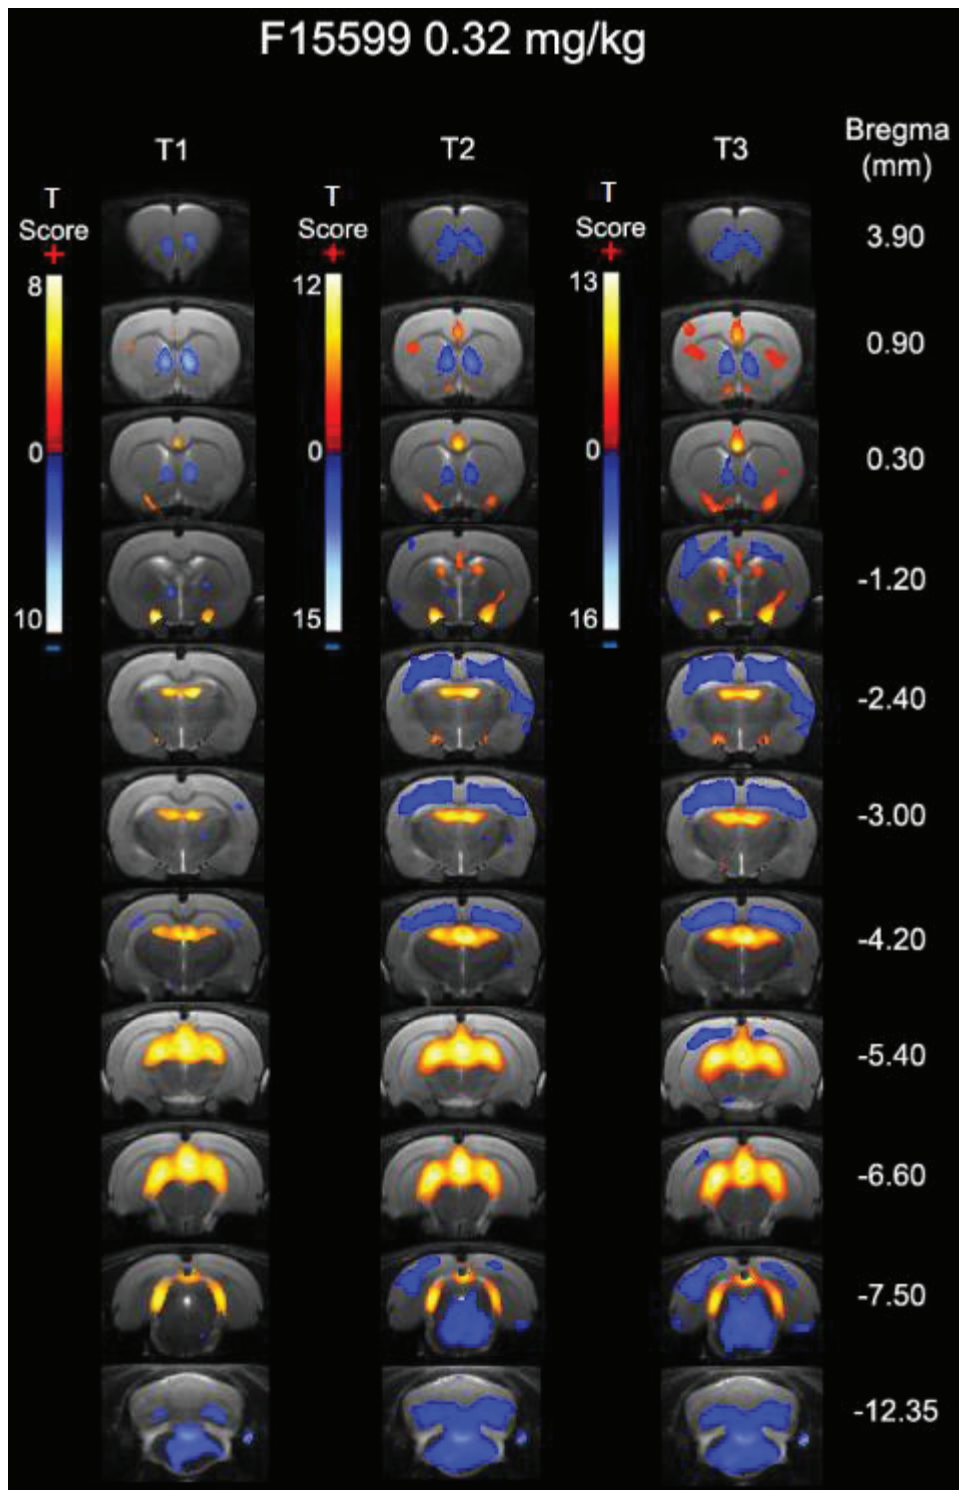 F15599 0.32 mg/kg
T1 T2 T3 Bregma
(mm)
T T T
Score Score Score
+ + +
8 12 13
0 0 0
10 15 16
- - -
3.90
0.90
0.30
-1.20
-2.40
-3.00
-4.20
-5.40
-6.60
-7.50
-12.35